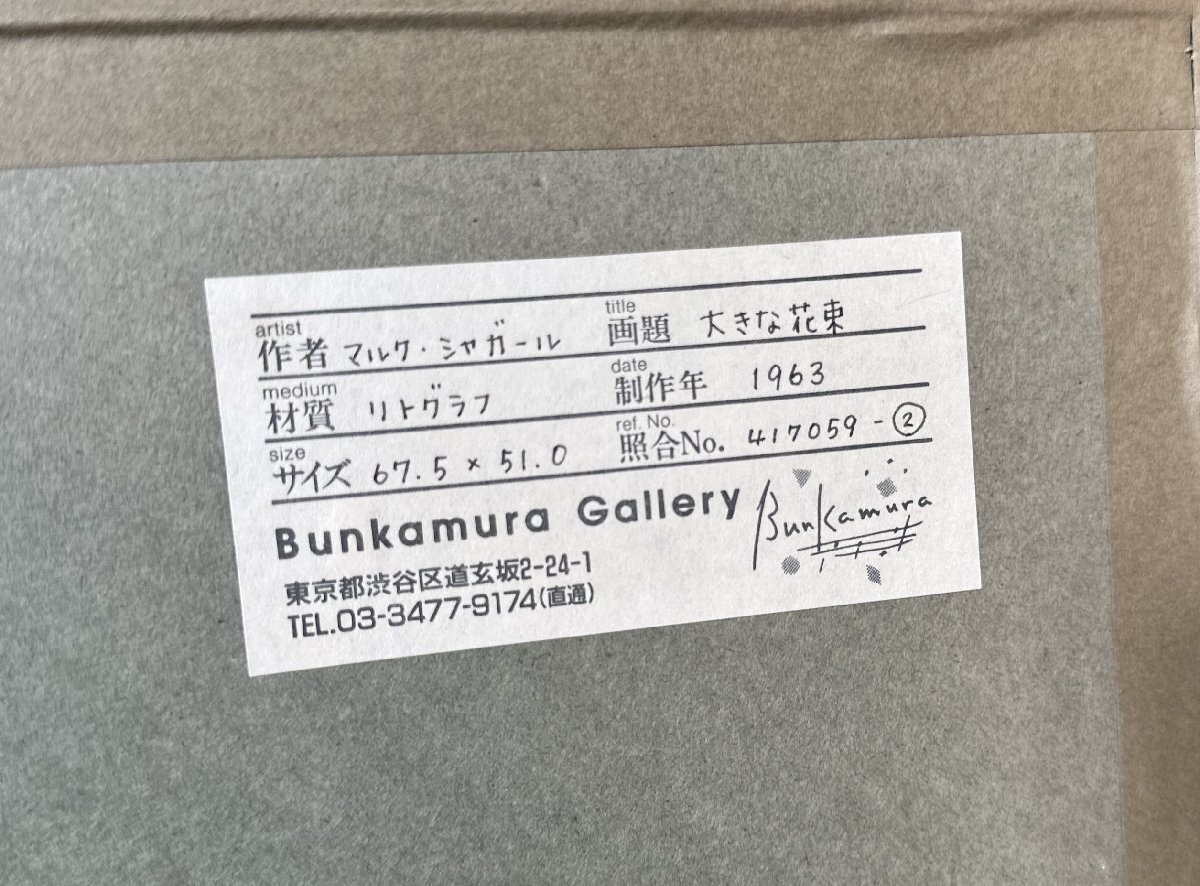 artist title
作者 マルク・シャガール 画題 大きな花束
medium date
材質 リトグラフ 制作年 1963
size ref. No.
サイズ 67.5 × 51.0 照合No. 417059 - ②
Bunkamura Gallery
Bunkamura
東京都渋谷区道玄坂2-24-1
TEL.03-3477-9174(直通)